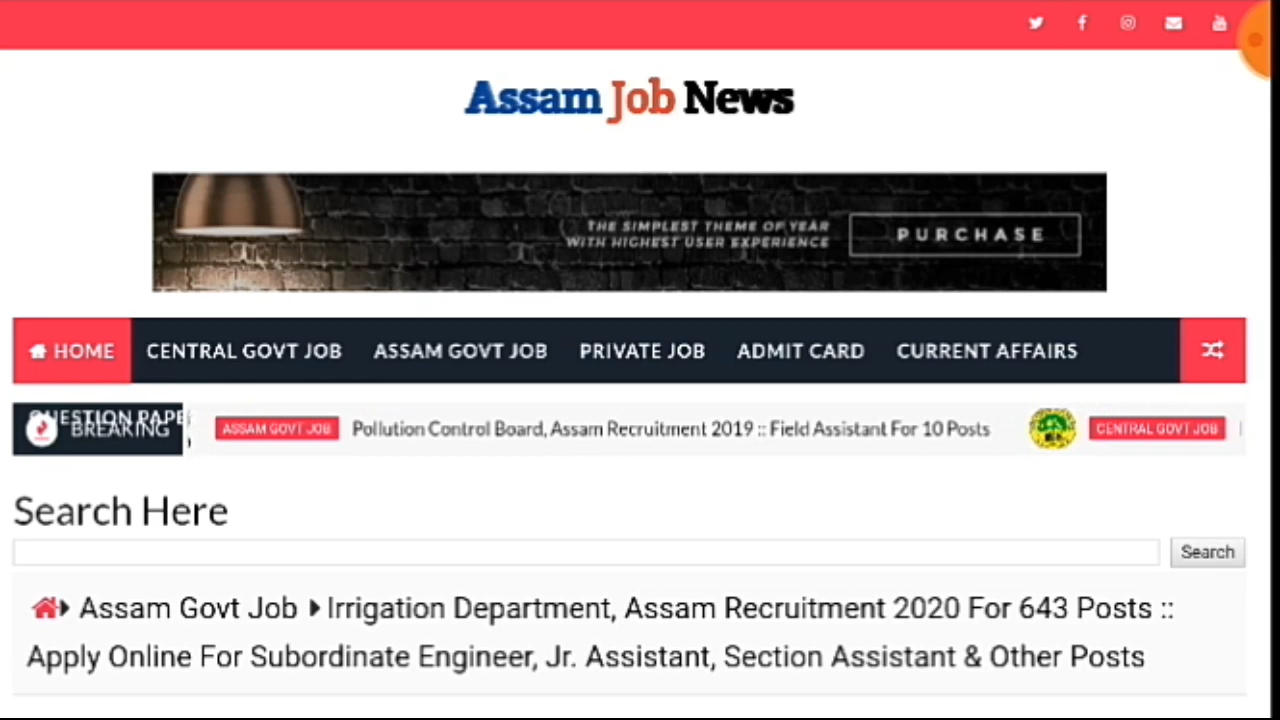 Assam Job News
THE SIMPLEST THEME OF YEAR
WITH HIGHEST USER EXPERIENCE
PURCHASE
HOME CENTRAL GOVT JOB ASSAM GOVT JOB PRIVATE JOB ADMIT CARD CURRENT AFFAIRS
QUESTION PAPE
BREAKING ASSAM GOVT JOB Pollution Control Board, Assam Recruitment 2019 :: Field Assistant For 10 Posts CENTRAL GOVT JOB
Search Here
Search
Assam Govt Job Irrigation Department, Assam Recruitment 2020 For 643 Posts ::
Apply Online For Subordinate Engineer, Jr. Assistant, Section Assistant & Other Posts